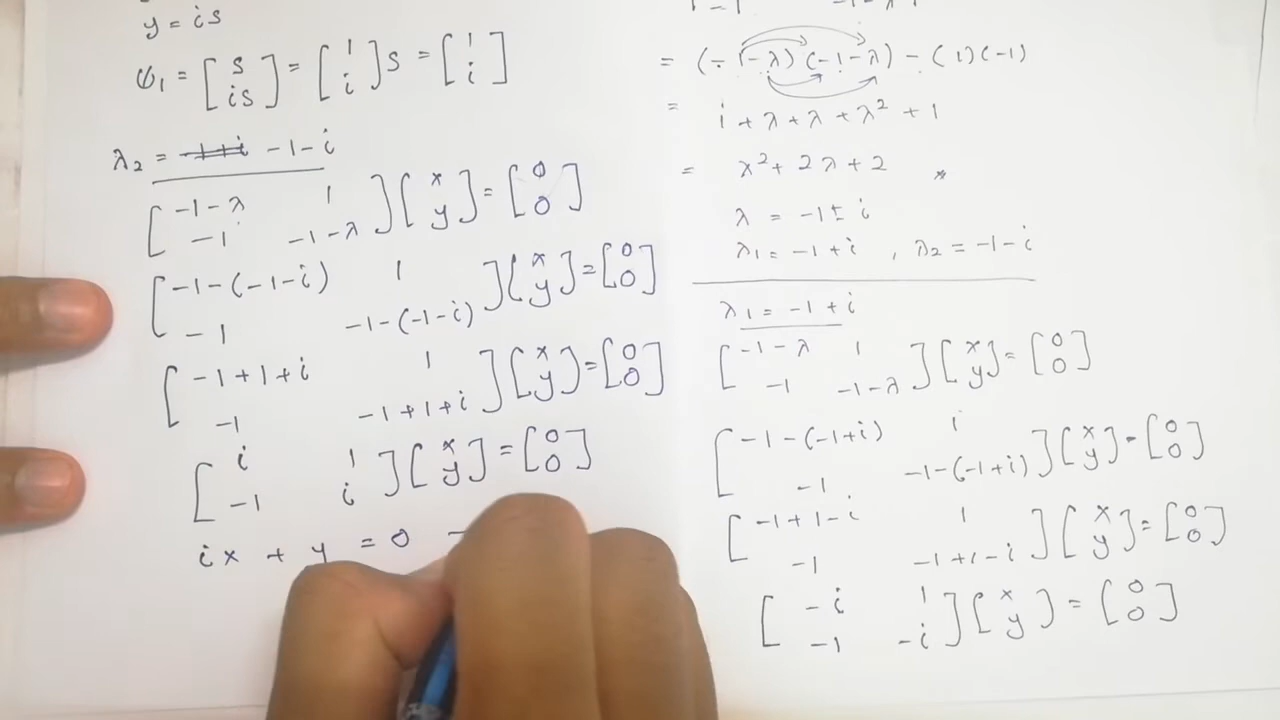 y = is
φ₁ = [s; is] = [1; i]s = [1; i]
λ₂ = -1-i
[-1-λ 1; -1 -1-λ][x; y] = [0; 0]
[-1-(-1-i) 1; -1 -1-(-1-i)][x; y] = [0; 0]
[-1+1+i 1; -1 -1+1+i][x; y] = [0; 0]
[i 1; -1 i][x; y] = [0; 0]
ix + y = 0
= (-1-λ)(-1-λ) - (1)(-1)
= i + λ + λ + λ² + 1
= λ² + 2λ + 2
λ = -1 ± i
λ₁ = -1+i , λ₂ = -1-i
λ₁ = -1+i
[-1-λ 1; -1 -1-λ][x; y] = [0; 0]
[-1-(-1+i) i; -1 -1-(-1+i)][x; y] = [0; 0]
[-1+1-i 1; -1 -1+1-i][x; y] = [0; 0]
[-i 1; -1 -i][x; y] = [0; 0]